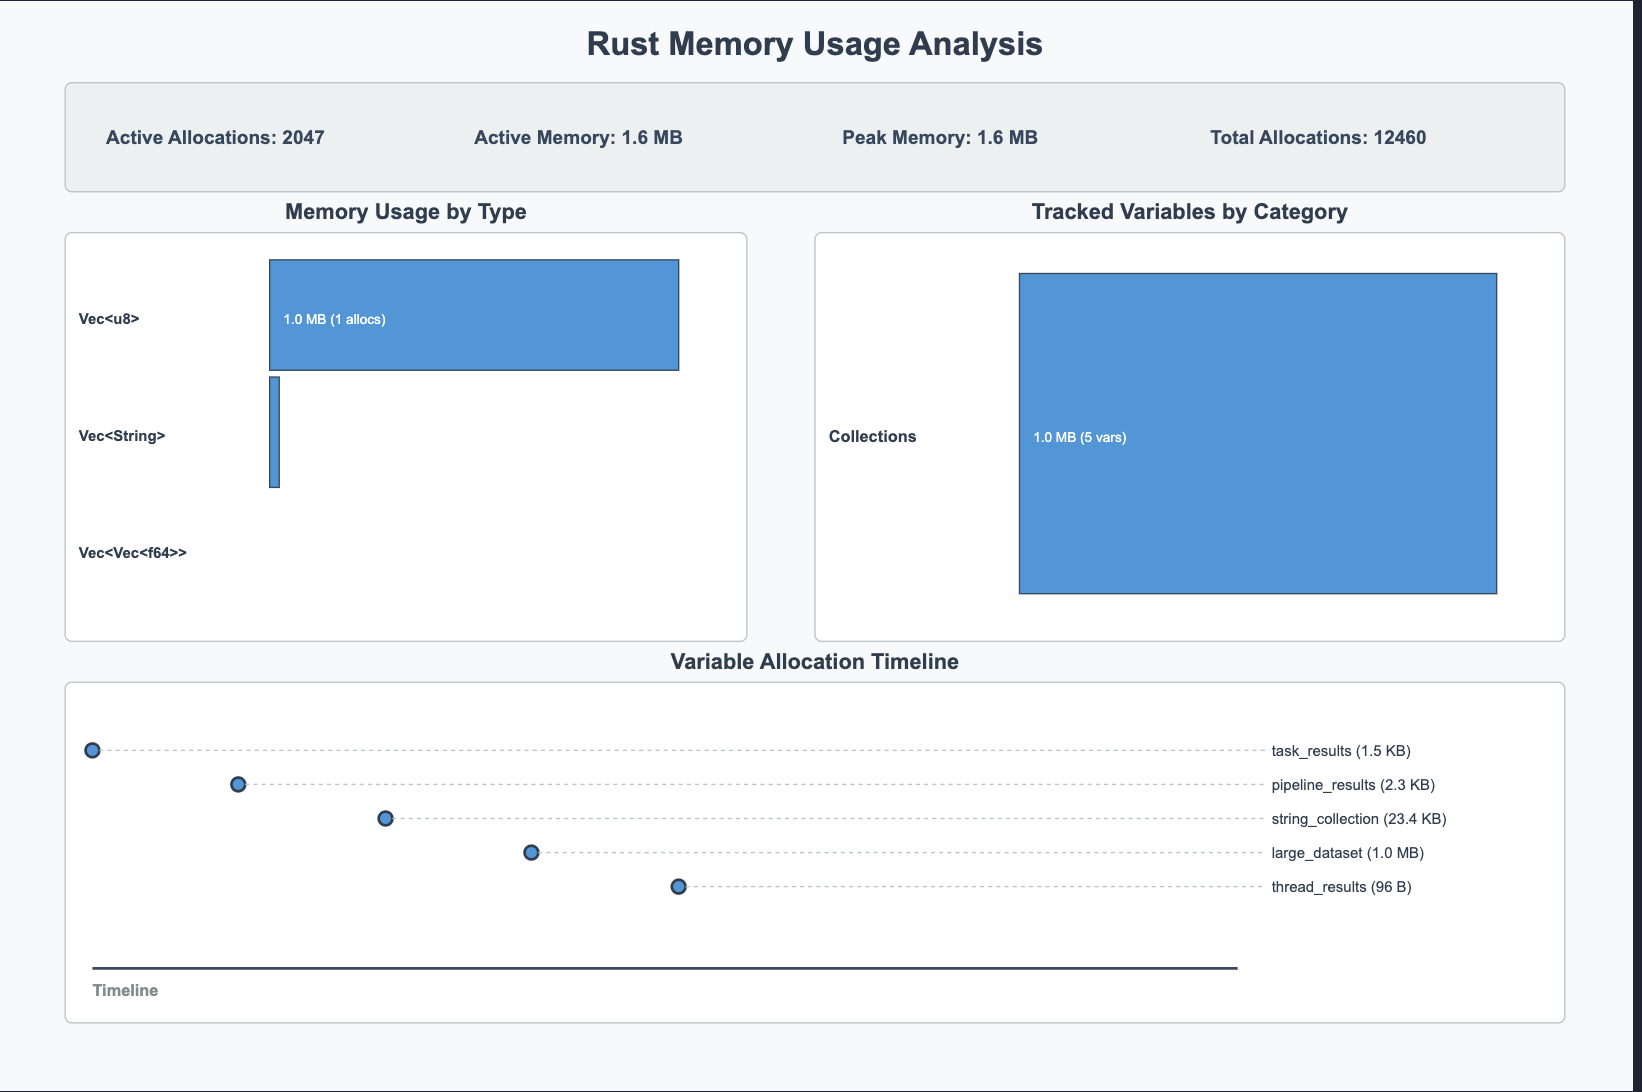 Rust Memory Usage Analysis
Active Allocations: 2047
Active Memory: 1.6 MB
Peak Memory: 1.6 MB
Total Allocations: 12460
Memory Usage by Type
Vec<u8>
1.0 MB (1 allocs)
Vec<String>
Vec<Vec<f64>>
Tracked Variables by Category
Collections
1.0 MB (5 vars)
Variable Allocation Timeline
task_results (1.5 KB)
pipeline_results (2.3 KB)
string_collection (23.4 KB)
large_dataset (1.0 MB)
thread_results (96 B)
Timeline